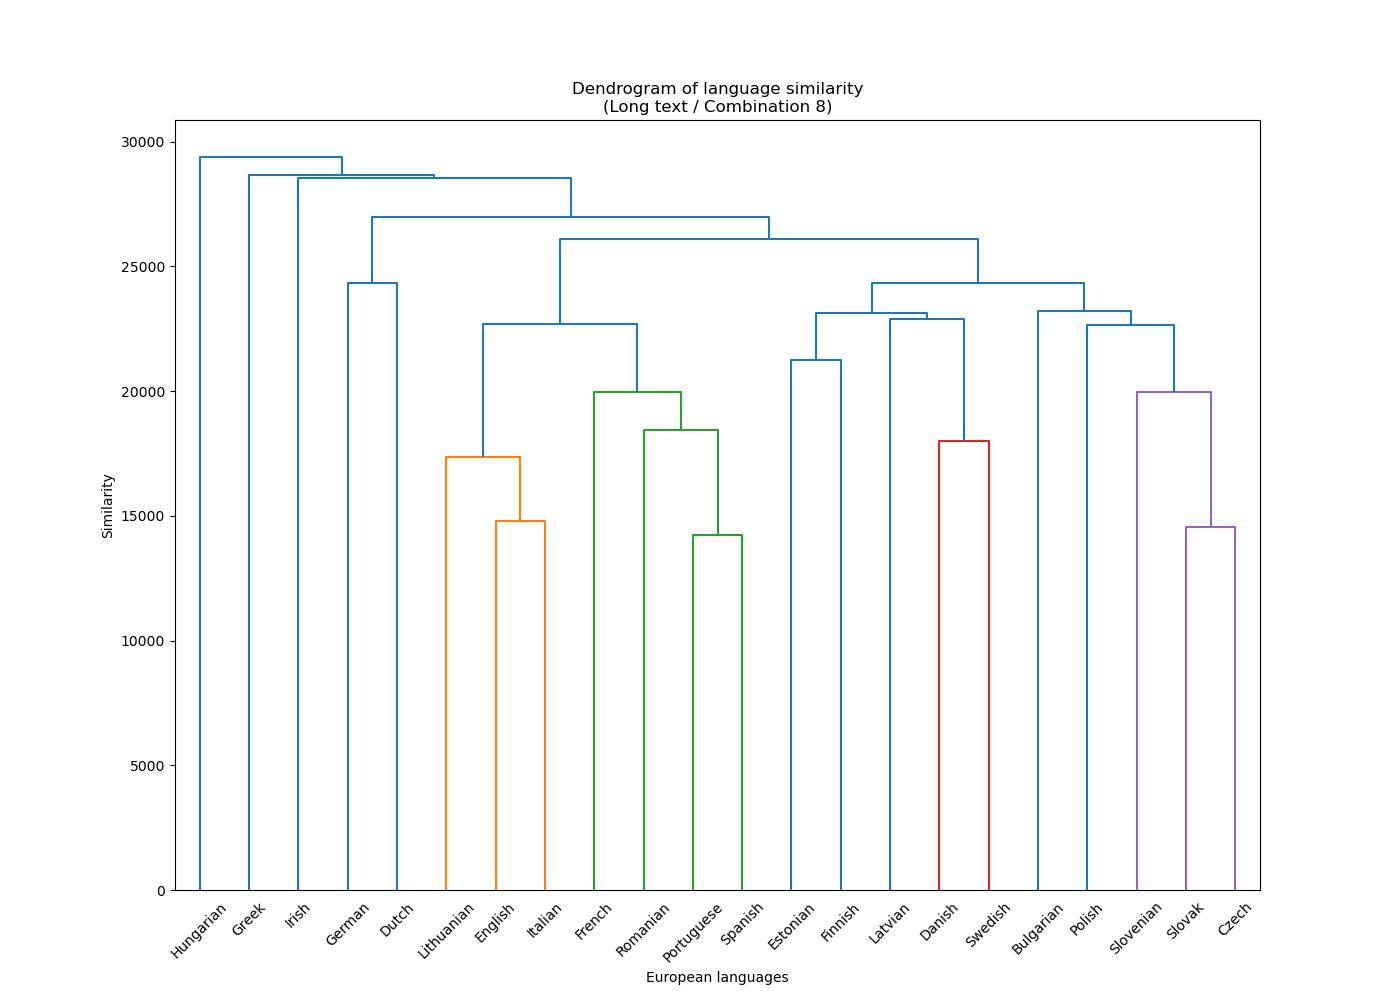 Dendrogram of language similarity
(Long text / Combination 8)
30000
25000
20000
15000
10000
5000
0
Similarity
Hungarian
Greek
Irish
German
Dutch
Lithuanian
English
Italian
French
Romanian
Portuguese
Spanish
Estonian
Finnish
Latvian
Danish
Swedish
Bulgarian
Polish
Slovenian
Slovak
Czech
European languages